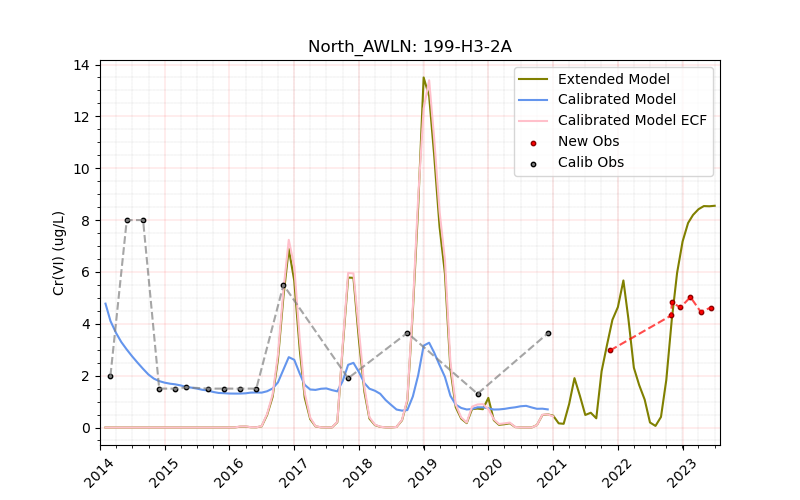 North_AWLN: 199-H3-2A
14
12
10
8
6
4
2
0
Cr(VI) (ug/L)
Extended Model
Calibrated Model
Calibrated Model ECF
New Obs
Calib Obs
2014
2015
2016
2017
2018
2019
2020
2021
2022
2023